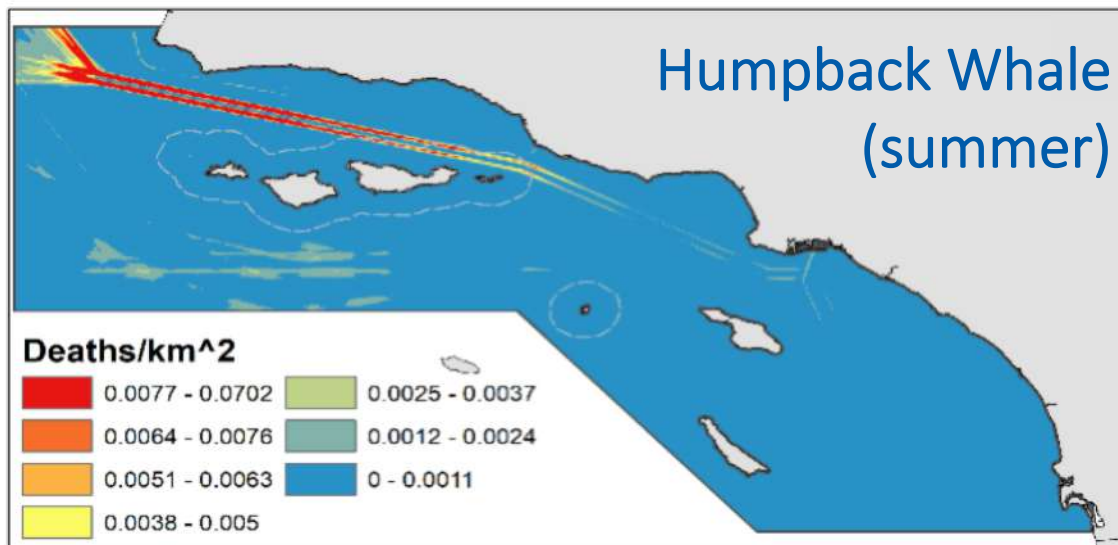 Humpback Whale
(summer)
Deaths/km^2
0.0077 - 0.0702
0.0064 - 0.0076
0.0051 - 0.0063
0.0038 - 0.005
0.0025 - 0.0037
0.0012 - 0.0024
0 - 0.0011